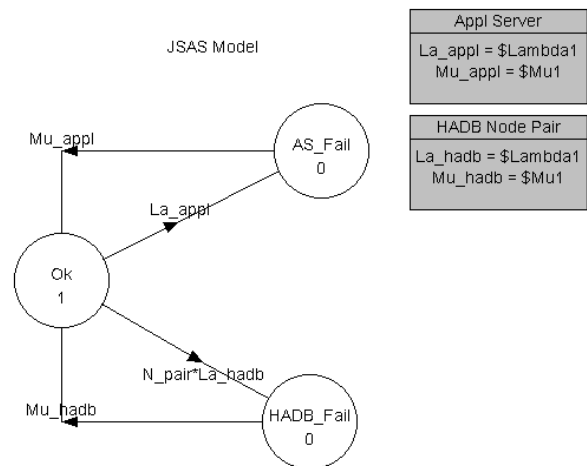 JSAS Model
Appl Server
La_appl = $Lambda1
Mu_appl = $Mu1
HADB Node Pair
La_hadb = $Lambda1
Mu_hadb = $Mu1
Mu_appl
AS_Fail
0
La_appl
Ok
1
N_pair*La_hadb
Mu_hadb
HADB_Fail
0